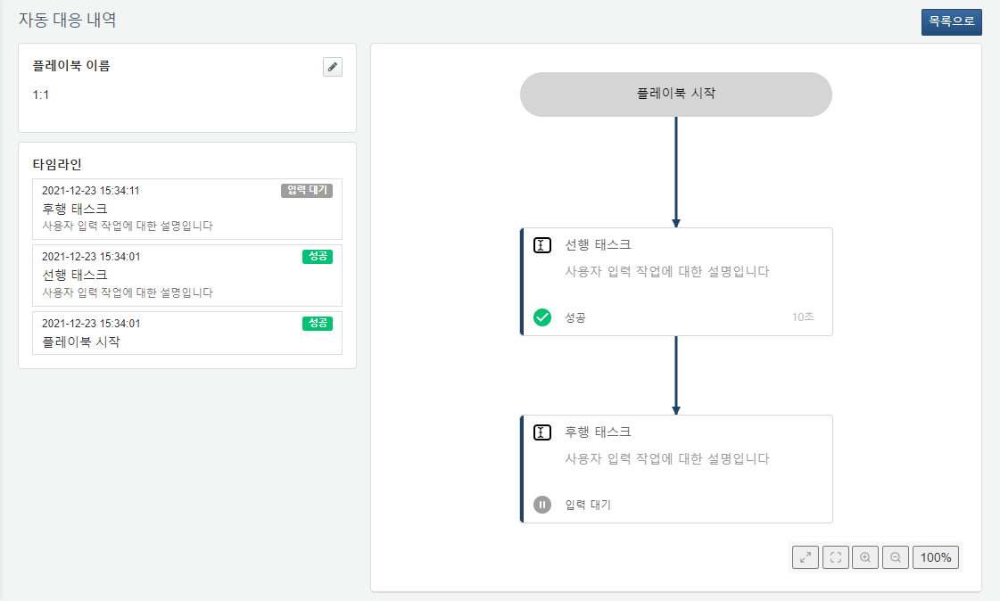 자동 대응 내역
목록으로
플레이북 이름
1:1
타임라인
2021-12-23 15:34:11 입력 대기
후행 태스크
사용자 입력 작업에 대한 설명입니다
2021-12-23 15:34:01 성공
선행 태스크
사용자 입력 작업에 대한 설명입니다
2021-12-23 15:34:01 성공
플레이북 시작
플레이북 시작
선행 태스크
사용자 입력 작업에 대한 설명입니다
성공 10초
후행 태스크
사용자 입력 작업에 대한 설명입니다
입력 대기
100%